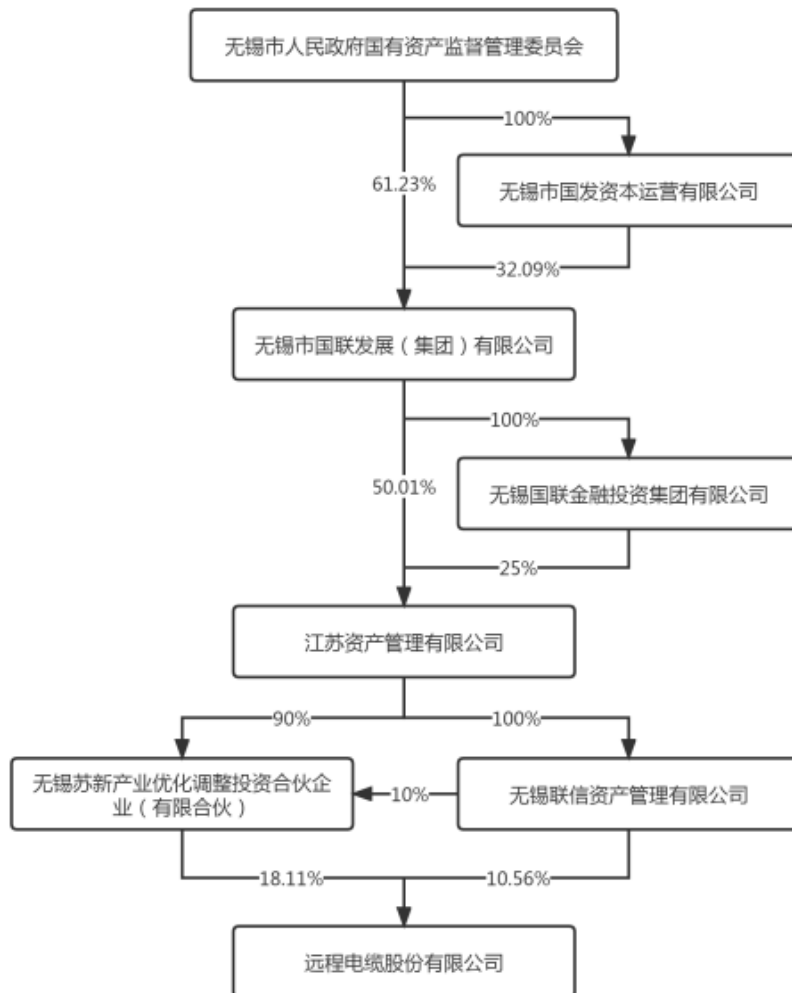 无锡市人民政府国有资产监督管理委员会
100%
61.23%
无锡市国发资本运营有限公司
32.09%
无锡市国联发展（集团）有限公司
100%
50.01%
无锡国联金融投资集团有限公司
25%
江苏资产管理有限公司
90%
100%
无锡苏新产业优化调整投资合伙企
业（有限合伙）
10%
无锡联信资产管理有限公司
18.11%
10.56%
远程电缆股份有限公司